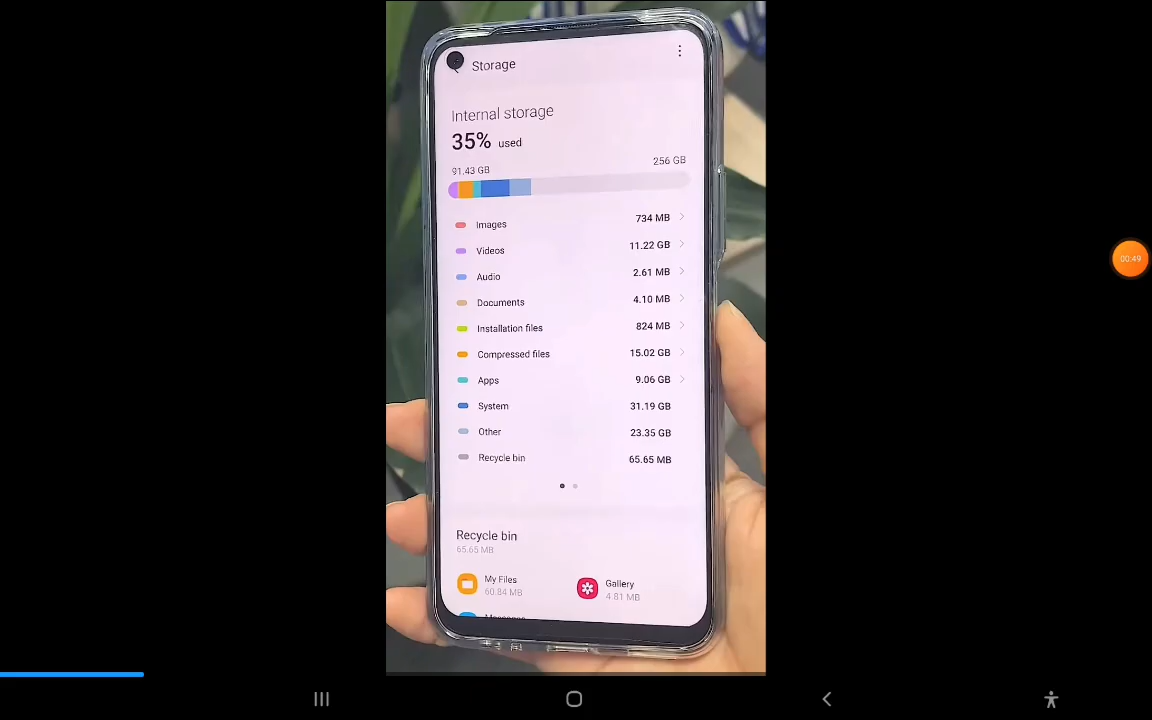 Storage
Internal storage
35% used
91.43 GB 256 GB
Images 734 MB
Videos 11.22 GB
Audio 2.61 MB
Documents 4.10 MB
Installation files 824 MB
Compressed files 15.02 GB
Apps 9.06 GB
System 31.19 GB
Other 23.35 GB
Recycle bin 65.65 MB
Recycle bin
65.65 MB
My Files
60.84 MB
Gallery
4.81 MB
00:49